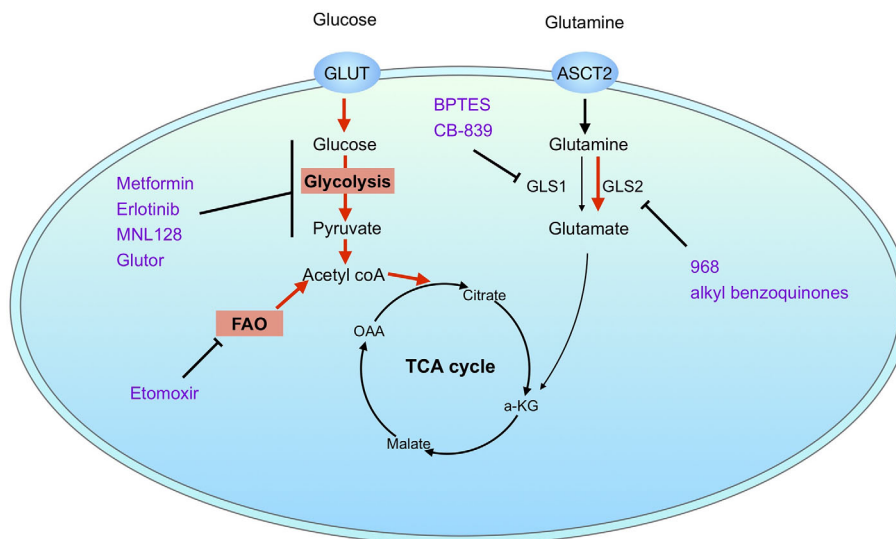 Glucose
Glutamine
GLUT
ASCT2
BPTES
CB-839
Glucose
Glutamine
Metformin
Erlotinib
MNL128
Glutor
Glycolysis
GLS1
GLS2
Pyruvate
Glutamate
968
alkyl benzoquinones
Acetyl coA
Citrate
FAO
OAA
TCA cycle
Etomoxir
a-KG
Malate